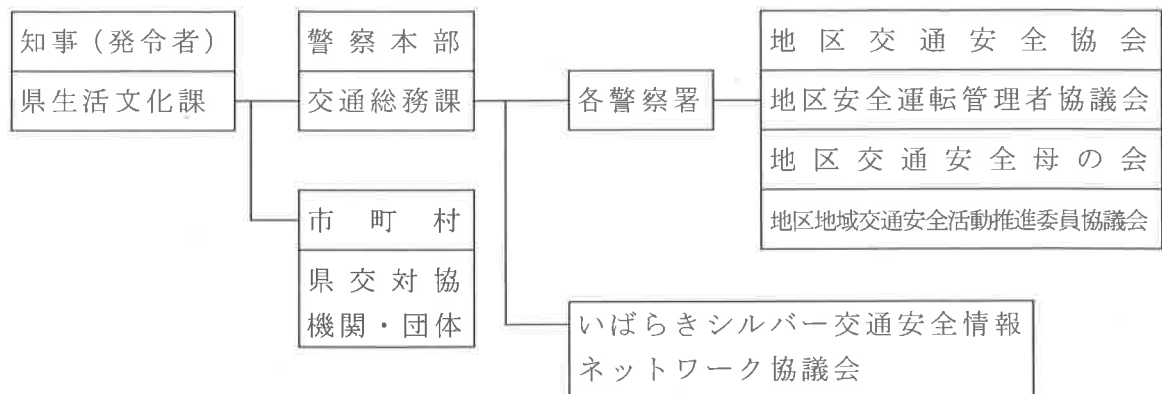 知事（発令者）
県生活文化課
警察本部
交通総務課
市町村
県交対協
機関・団体
各警察署
地区交通安全協会
地区安全運転管理者協議会
地区交通安全母の会
地区地域交通安全活動推進委員協議会
いばらきシルバー交通安全情報
ネットワーク協議会